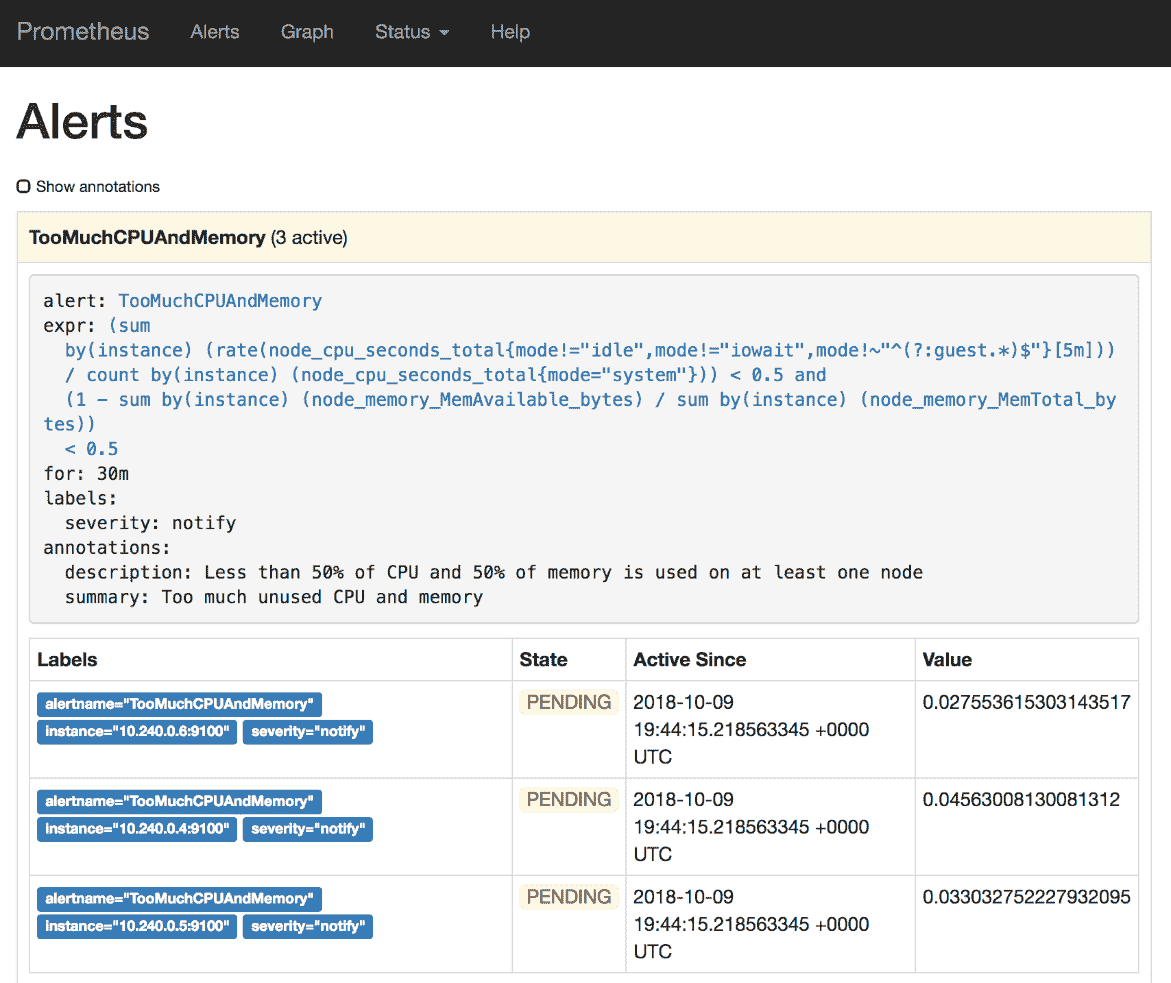 Prometheus Alerts Graph Status Help
Alerts
Show annotations
TooMuchCPUAndMemory (3 active)
alert: TooMuchCPUAndMemory
expr: (sum
by(instance) (rate(node_cpu_seconds_total{mode!="idle",mode!="iowait",mode!~"^(?:guest.*)$"}[5m]))
/ count by(instance) (node_cpu_seconds_total{mode="system"})) < 0.5 and
(1 - sum by(instance) (node_memory_MemAvailable_bytes) / sum by(instance) (node_memory_MemTotal_by
tes))
< 0.5
for: 30m
labels:
severity: notify
annotations:
description: Less than 50% of CPU and 50% of memory is used on at least one node
summary: Too much unused CPU and memory
Labels State Active Since Value
alertname="TooMuchCPUAndMemory" PENDING 2018-10-09 0.027553615303143517
instance="10.240.0.6:9100" severity="notify" 19:44:15.218563345 +0000
UTC
alertname="TooMuchCPUAndMemory" PENDING 2018-10-09 0.04563008130081312
instance="10.240.0.4:9100" severity="notify" 19:44:15.218563345 +0000
UTC
alertname="TooMuchCPUAndMemory" PENDING 2018-10-09 0.033032752227932095
instance="10.240.0.5:9100" severity="notify" 19:44:15.218563345 +0000
UTC